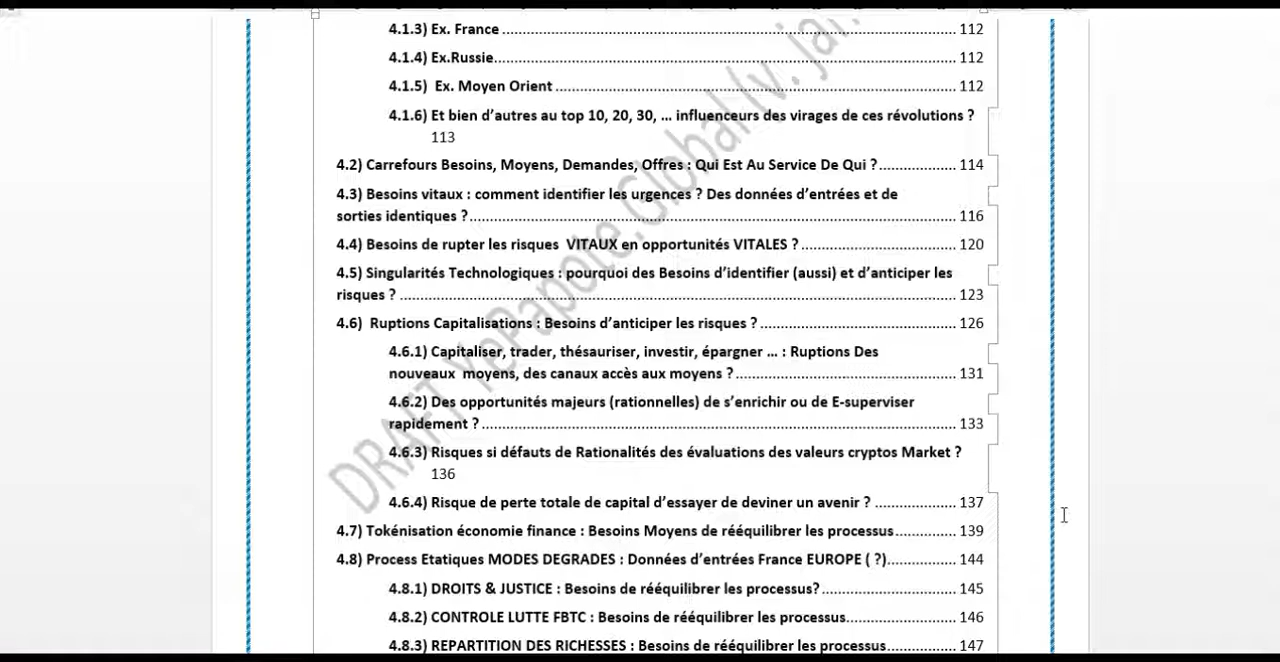 4.1.3) Ex. France ........ 112
4.1.4) Ex.Russie ........ 112
4.1.5) Ex. Moyen Orient ........ 112
4.1.6) Et bien d'autres au top 10, 20, 30, ... influenceurs des virages de ces révolutions ?
113
4.2) Carrefours Besoins, Moyens, Demandes, Offres : Qui Est Au Service De Qui ? ........ 114
4.3) Besoins vitaux : comment identifier les urgences ? Des données d'entrées et de
sorties identiques ? ........ 116
4.4) Besoins de rupter les risques VITAUX en opportunités VITALES ? ........ 120
4.5) Singularités Technologiques : pourquoi des Besoins d'identifier (aussi) et d'anticiper les
risques ? ........ 123
4.6) Ruptions Capitalisations : Besoins d'anticiper les risques ? ........ 126
4.6.1) Capitaliser, trader, thésauriser, investir, épargner ... : Ruptions Des
nouveaux moyens, des canaux accès aux moyens ? ........ 131
4.6.2) Des opportunités majeurs (rationnelles) de s'enrichir ou de E-superviser
rapidement ? ........ 133
4.6.3) Risques si défauts de Rationalités des évaluations des valeurs cryptos Market ?
136
4.6.4) Risque de perte totale de capital d'essayer de deviner un avenir ? ........ 137
4.7) Tokénisation économie finance : Besoins Moyens de rééquilibrer les processus ........ 139
4.8) Process Etatiques MODES DEGRADES : Données d'entrées France EUROPE ( ?) ........ 144
4.8.1) DROITS & JUSTICE : Besoins de rééquilibrer les processus? ........ 145
4.8.2) CONTROLE LUTTE FBTC : Besoins de rééquilibrer les processus ........ 146
4.8.3) REPARTITION DES RICHESSES : Besoins de rééquilibrer les processus ........ 147
DRAFT YePapote.Global (v. jan